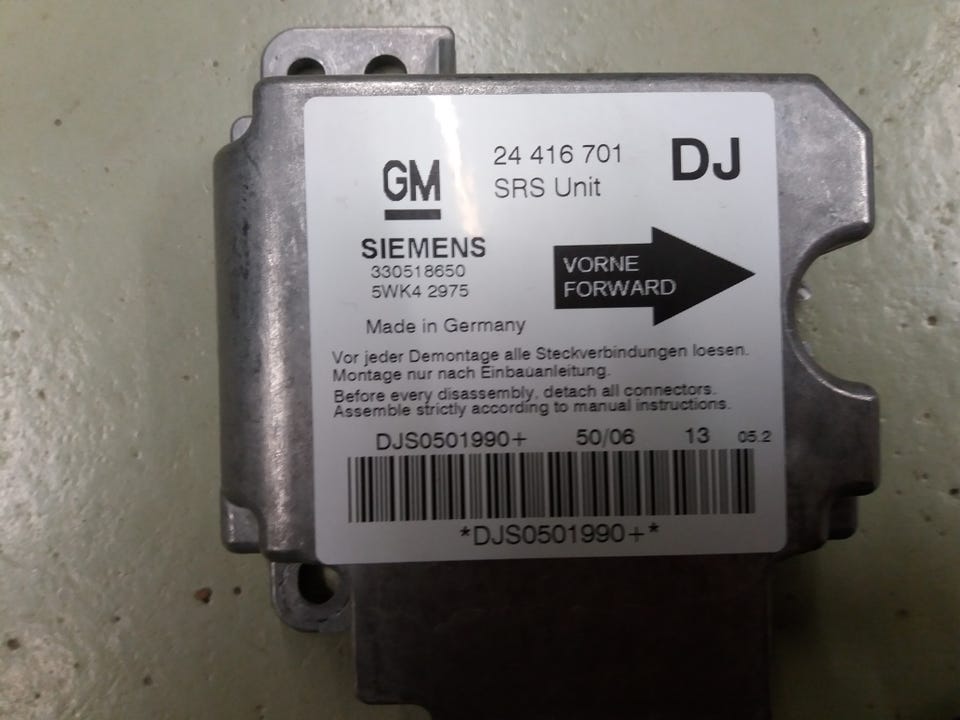 GM
24 416 701
SRS Unit
DJ
SIEMENS
330518650
5WK4 2975
VORNE
FORWARD
Made in Germany
Vor jeder Demontage alle Steckverbindungen loesen.
Montage nur nach Einbauanleitung.
Before every disassembly, detach all connectors.
Assemble strictly according to manual instructions.
DJS0501990+ 50/06 13 05.2
*DJS0501990+*